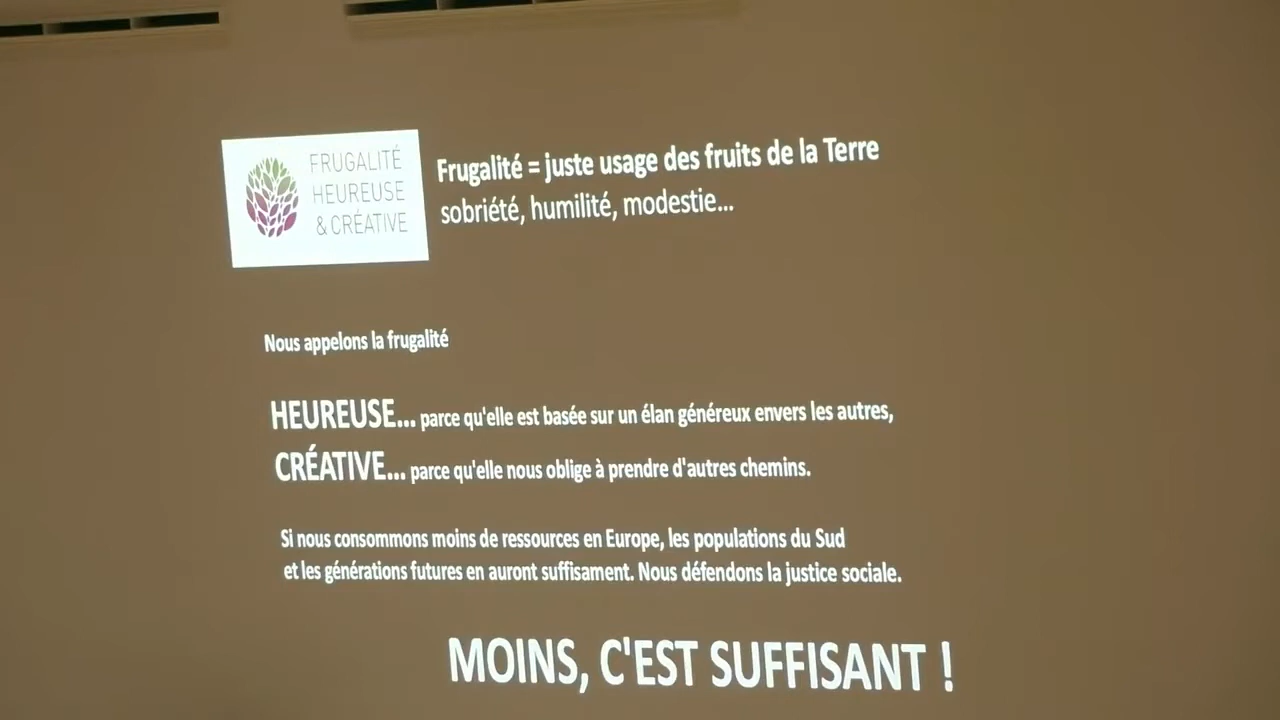 FRUGALITÉ
HEUREUSE
& CRÉATIVE
Frugalité = juste usage des fruits de la Terre
sobriété, humilité, modestie...
Nous appelons la frugalité
HEUREUSE... parce qu'elle est basée sur un élan généreux envers les autres,
CRÉATIVE... parce qu'elle nous oblige à prendre d'autres chemins.
Si nous consommons moins de ressources en Europe, les populations du Sud
et les générations futures en auront suffisament. Nous défendons la justice sociale.
MOINS, C'EST SUFFISANT !